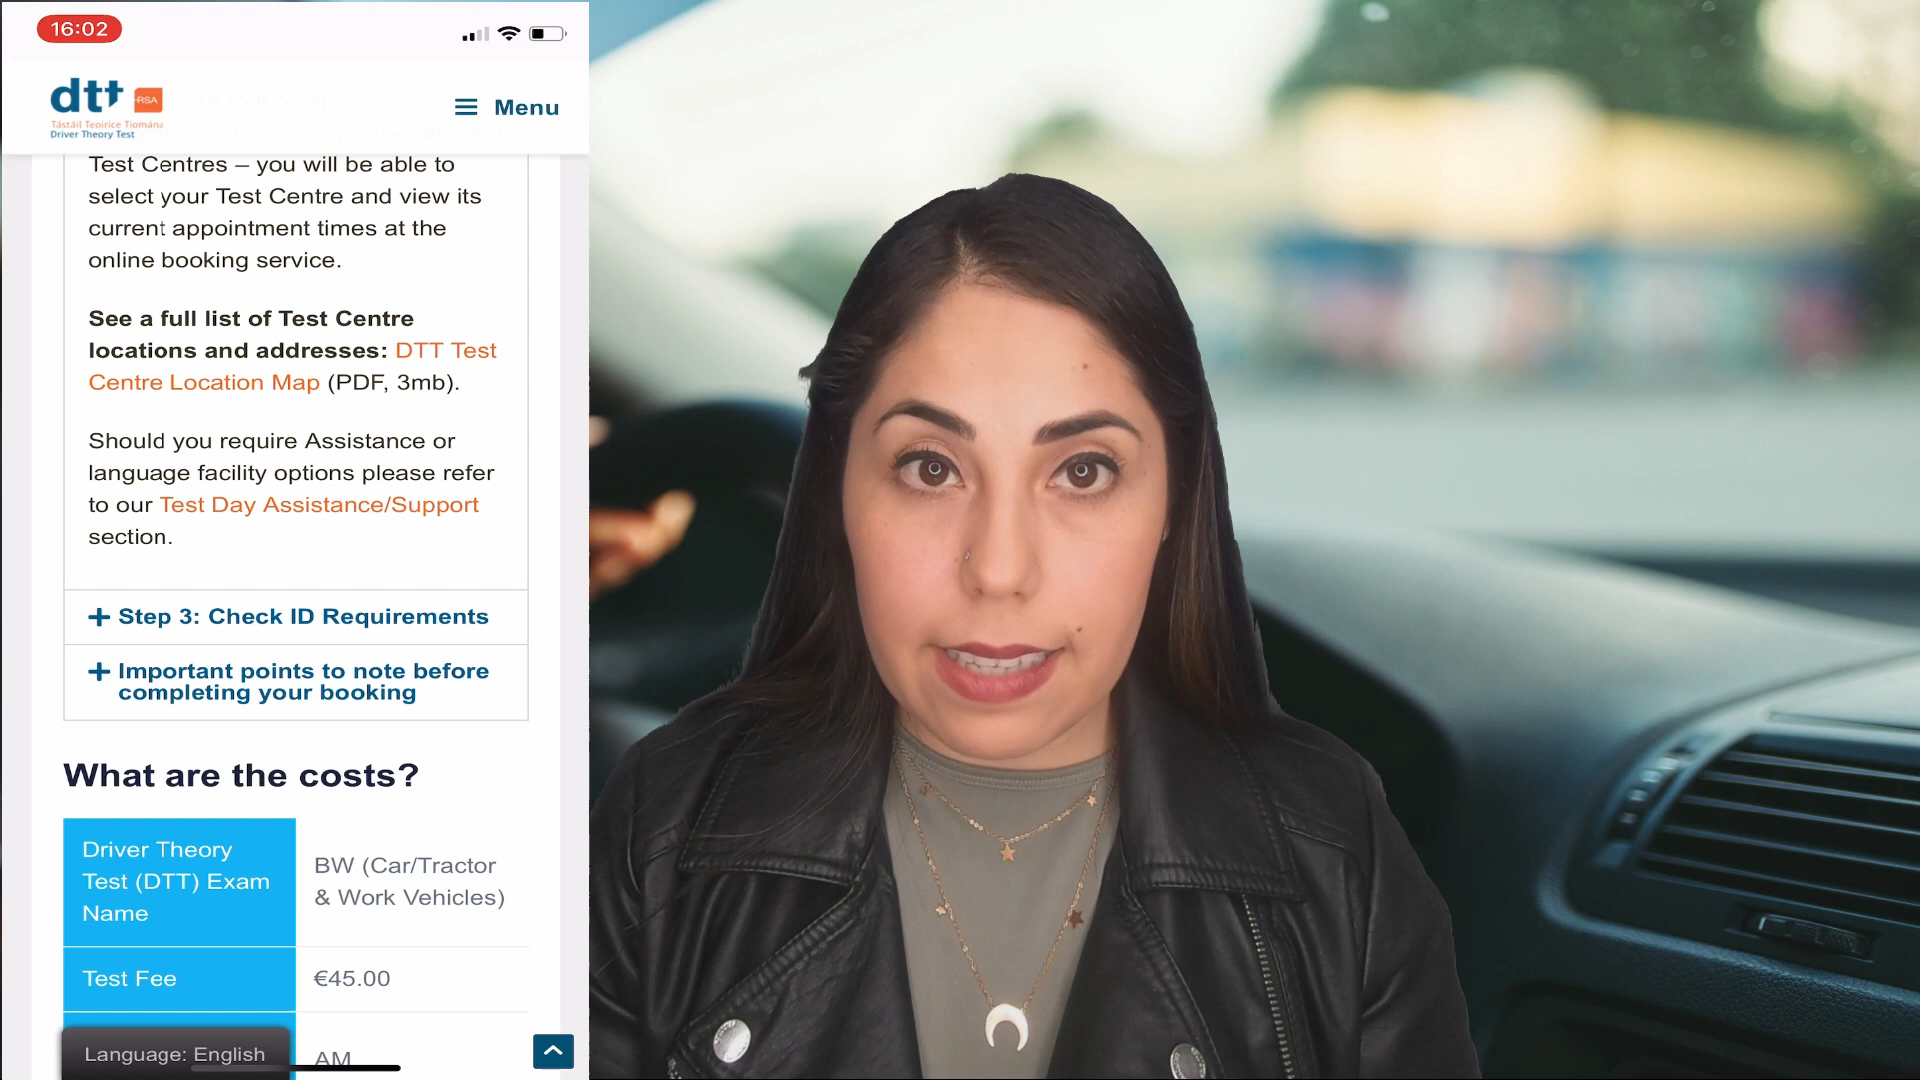 16:02
dtt
RSA
Tástáil Teoirice Tiomána
Driver Theory Test
Menu
Test Centres – you will be able to
select your Test Centre and view its
current appointment times at the
online booking service.
See a full list of Test Centre
locations and addresses: DTT Test
Centre Location Map (PDF, 3mb).
Should you require Assistance or
language facility options please refer
to our Test Day Assistance/Support
section.
Step 3: Check ID Requirements
Important points to note before
completing your booking
What are the costs?
Driver Theory
Test (DTT) Exam
Name
BW (Car/Tractor
& Work Vehicles)
Test Fee
€45.00
AM
Language: English